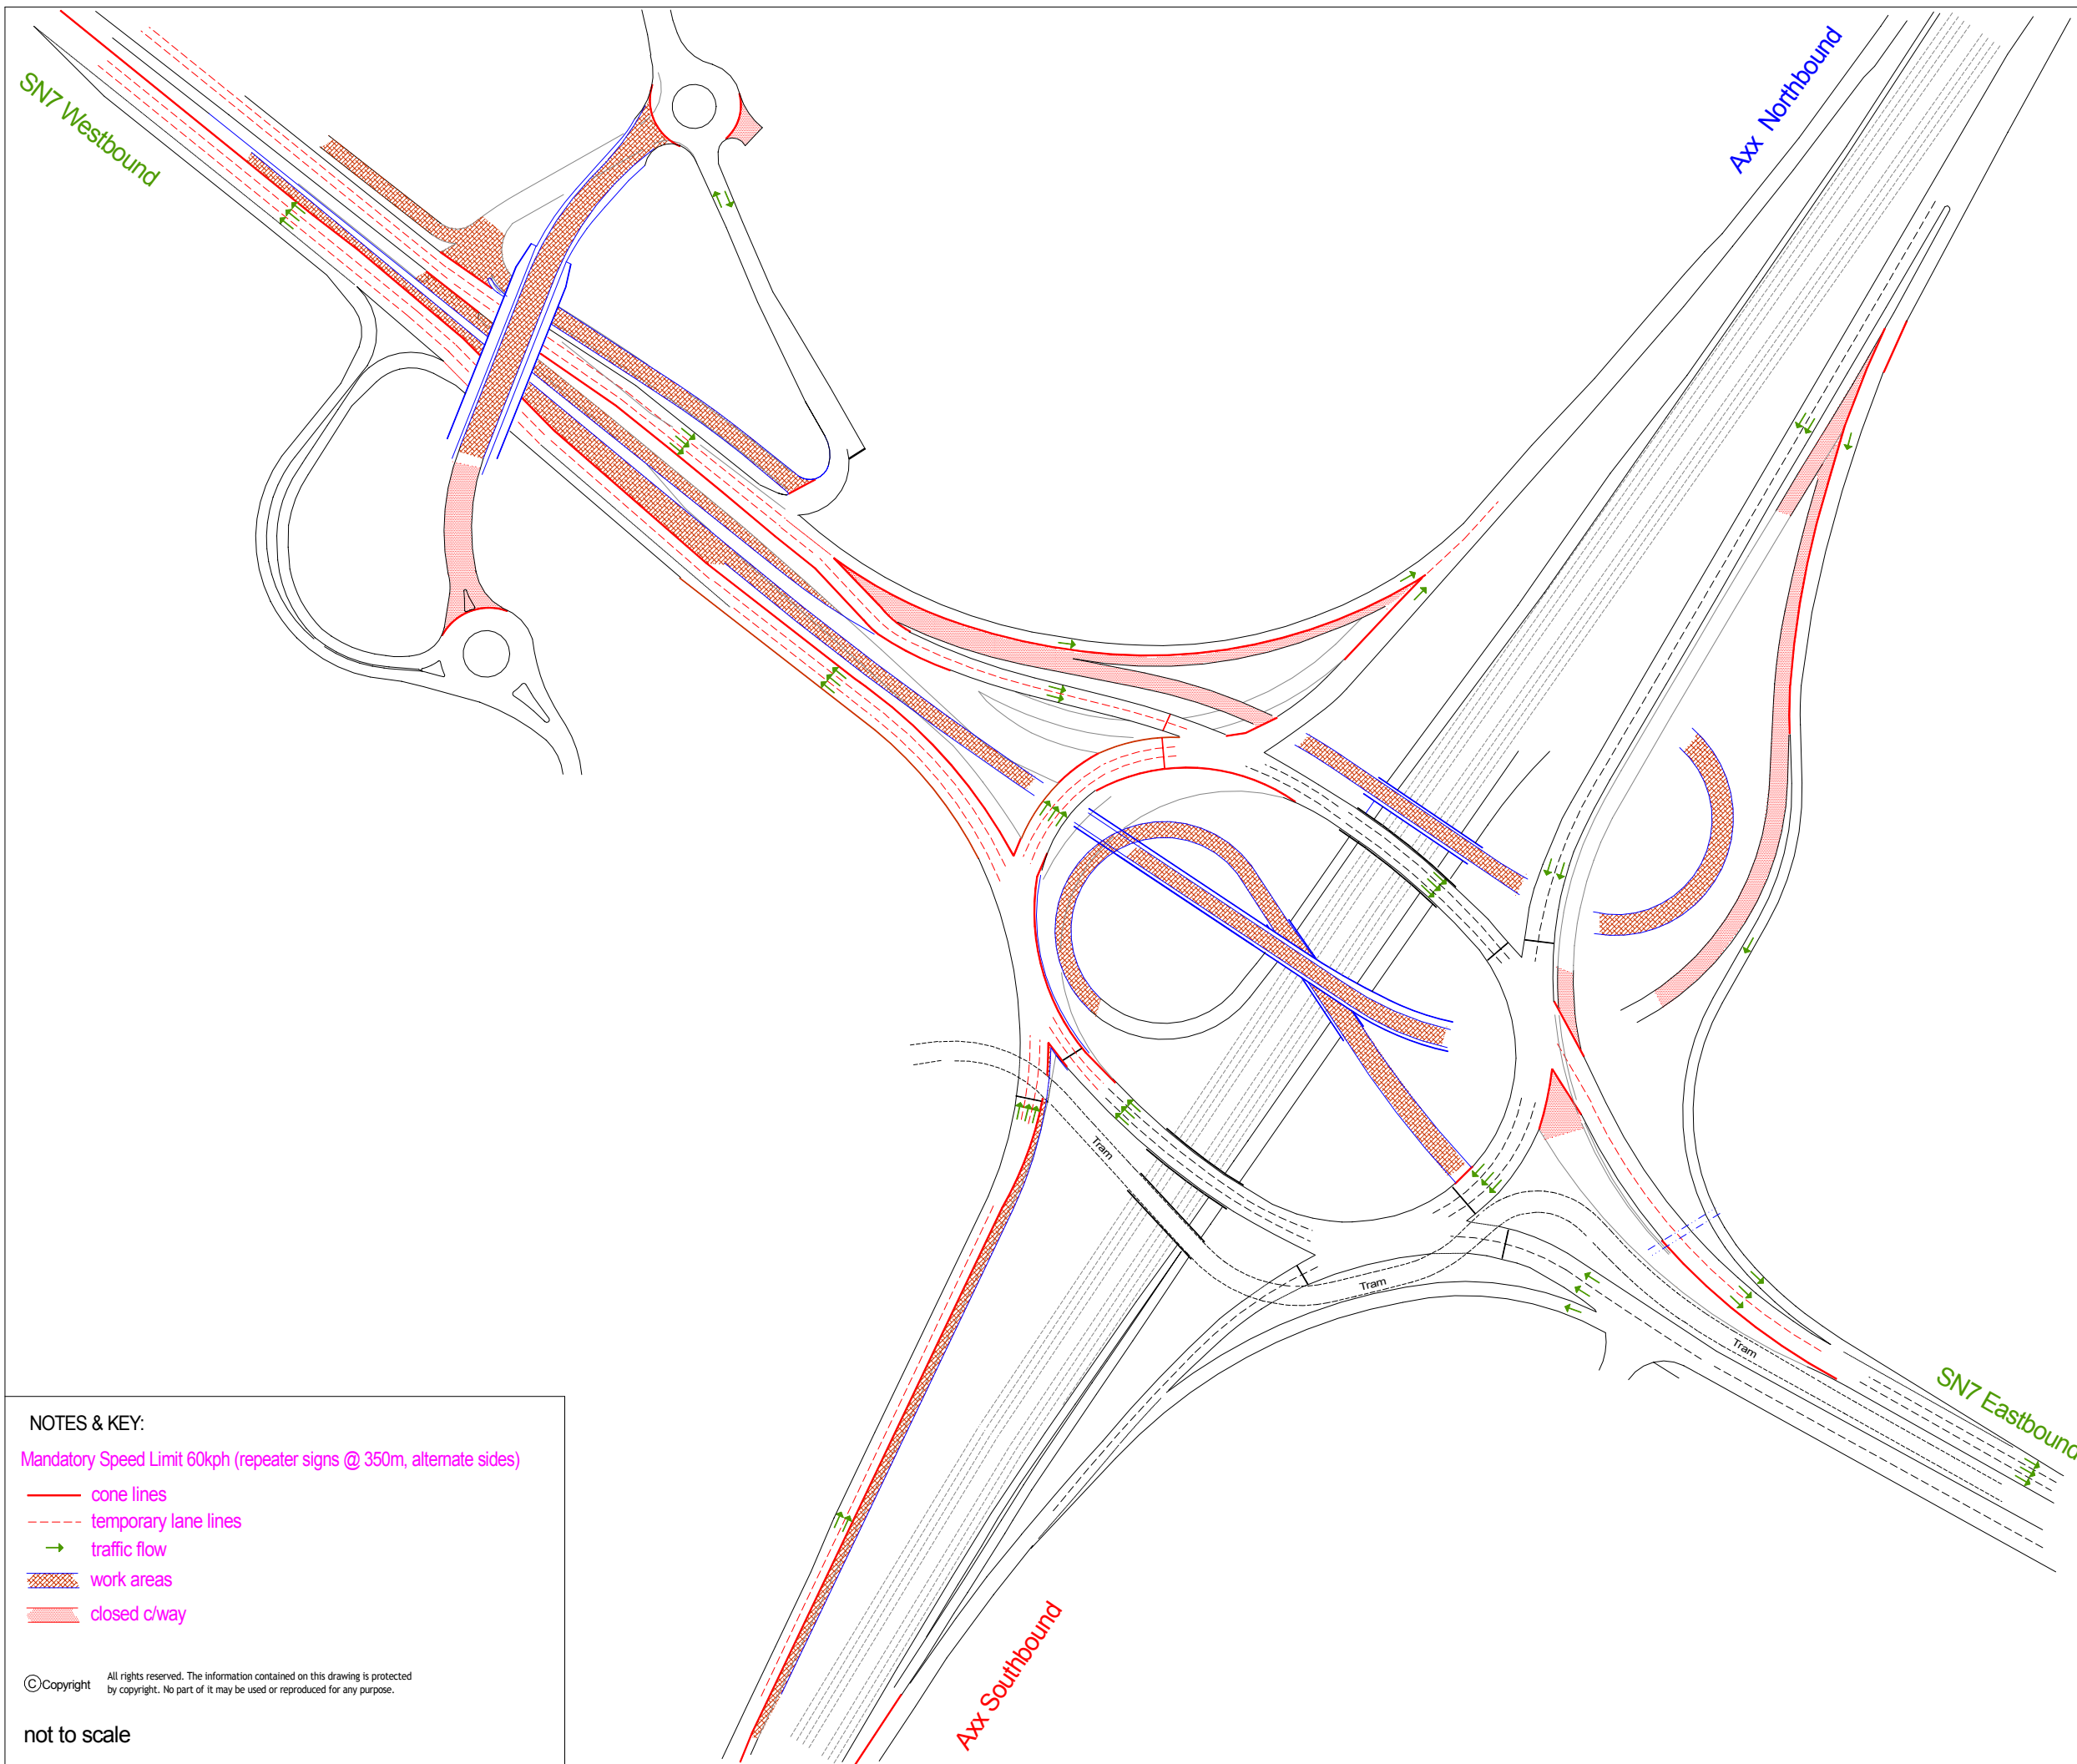 SN7 Westbound
Axx Northbound
Tram
Tram
Tram
SN7 Eastbound
Axx Southbound
NOTES & KEY:
Mandatory Speed Limit 60kph (repeater signs @ 350m, alternate sides)
cone lines
temporary lane lines
traffic flow
work areas
closed c/way
©Copyright
All rights reserved. The information contained on this drawing is protected
by copyright. No part of it may be used or reproduced for any purpose.
not to scale